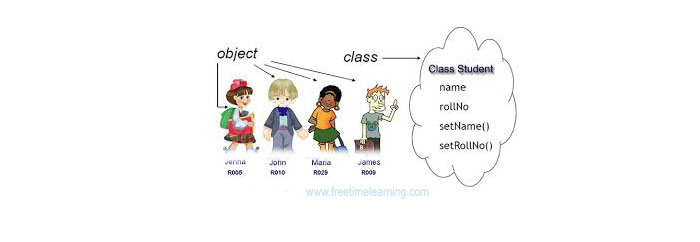 object
class
Class Student
name
rollNo
setName()
setRollNo()
Jenna John Maria James
R005 R010 R029 R009
www.freetimelearning.com